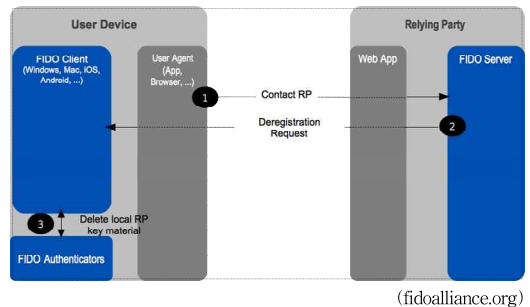 User Device
Relying Party
FIDO Client
(Windows, Mac, iOS,
Android, ...)
User Agent
(App,
Browser, ...)
Web App
FIDO Server
1
Contact RP
Deregistration
Request
2
3
Delete local RP
key material
FIDO Authenticators
(fidoalliance.org)